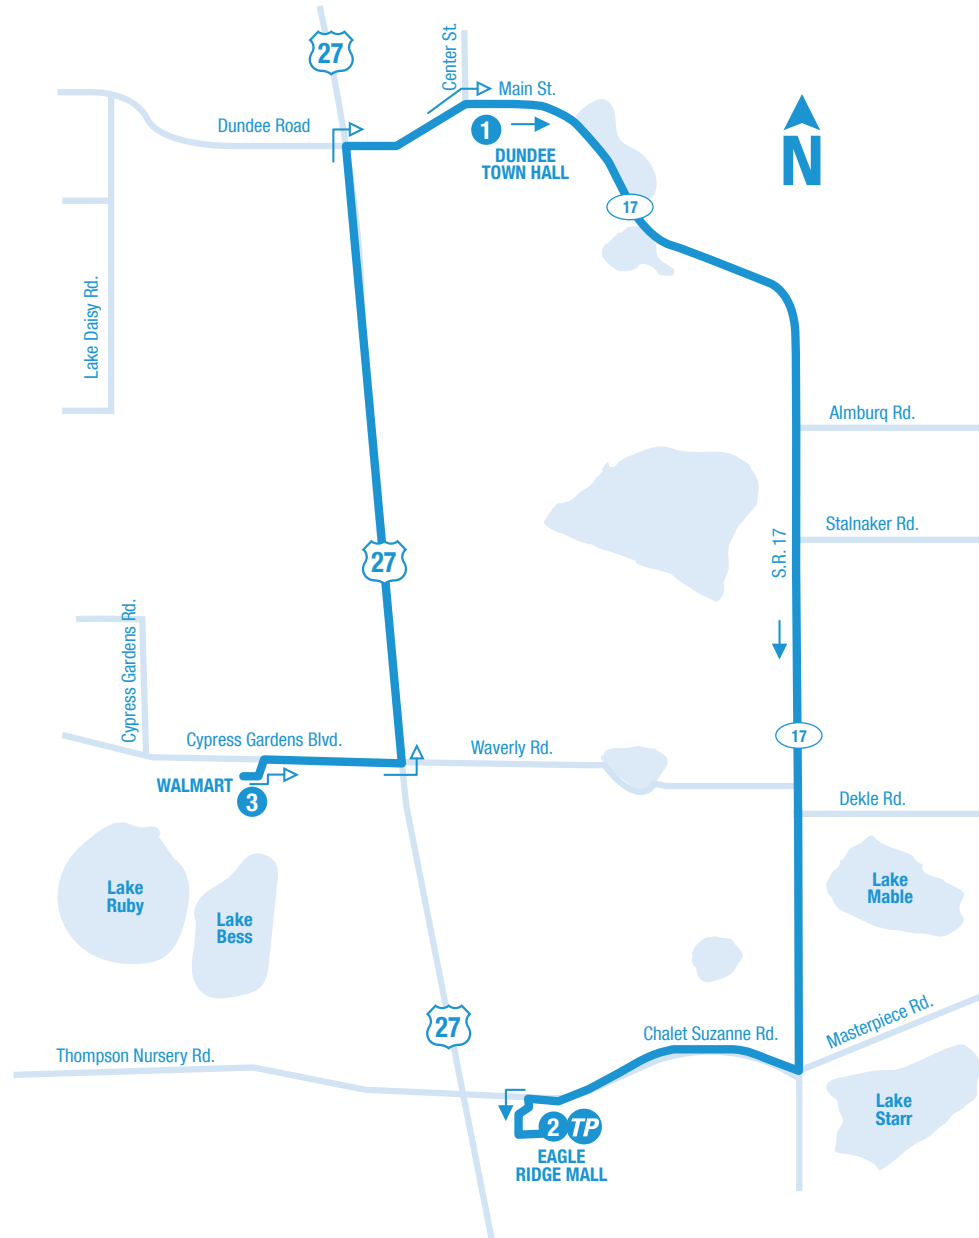 27
Center St.
Main St.
Dundee Road
1
DUNDEE
TOWN HALL
N
17
Lake Daisy Rd.
Almburq Rd.
Stalnaker Rd.
S.R. 17
27
Cypress Gardens Rd.
17
Cypress Gardens Blvd.
Waverly Rd.
WALMART
3
Dekle Rd.
Lake
Ruby
Lake
Bess
Lake
Mable
27
Masterpiece Rd.
Chalet Suzanne Rd.
Thompson Nursery Rd.
Lake
Starr
2 TP
EAGLE
RIDGE MALL